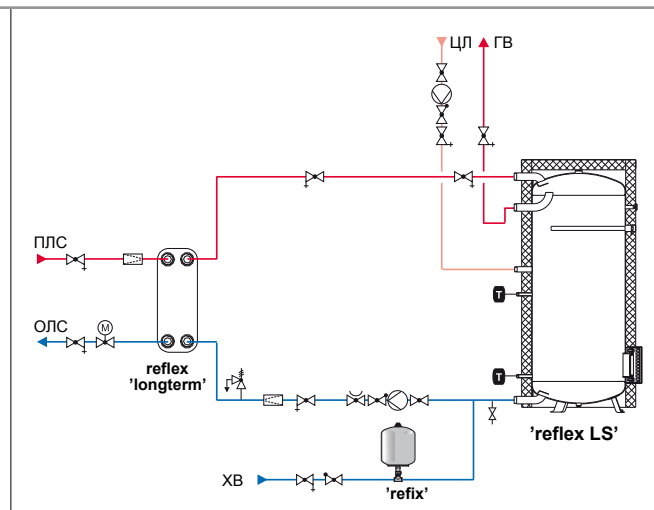 ЦЛ ГВ
ПЛС
ОЛС
M
T
T
reflex
'longterm'
'reflex LS'
'refix'
ХВ